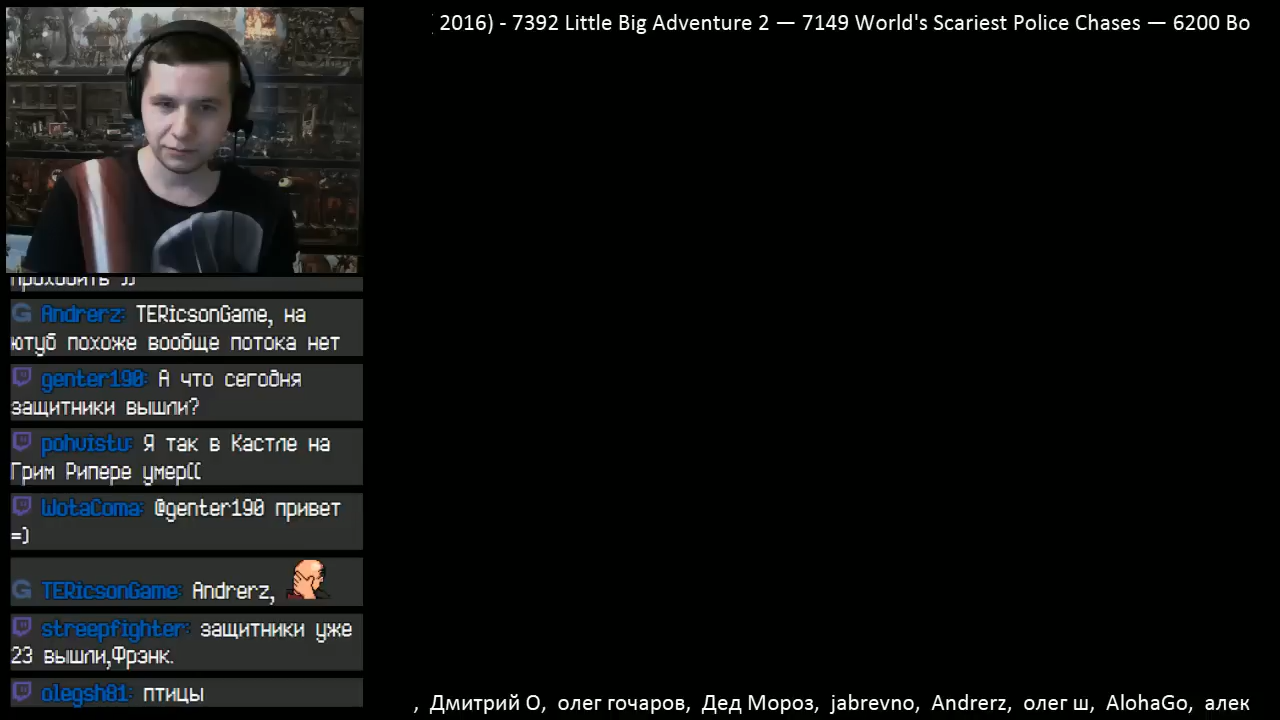 2016) - 7392 Little Big Adventure 2 — 7149 World's Scariest Police Chases — 6200 Bo
проходить ))
Andrerz: TERicsonGame, на
ютуб похоже вообще потока нет
genter190: А что сегодня
защитники вышли?
pohvistu: Я так в Кастле на
Грим Рипере умер((
WotaComa: @genter190 привет
=)
TERicsonGame: Andrerz,
streepfighter: защитники уже
23 вышли,Фрэнк.
olegsh81: птицы
, Дмитрий О, олег гочаров, Дед Мороз, jabrevno, Andrerz, олег ш, AlohaGo, алек